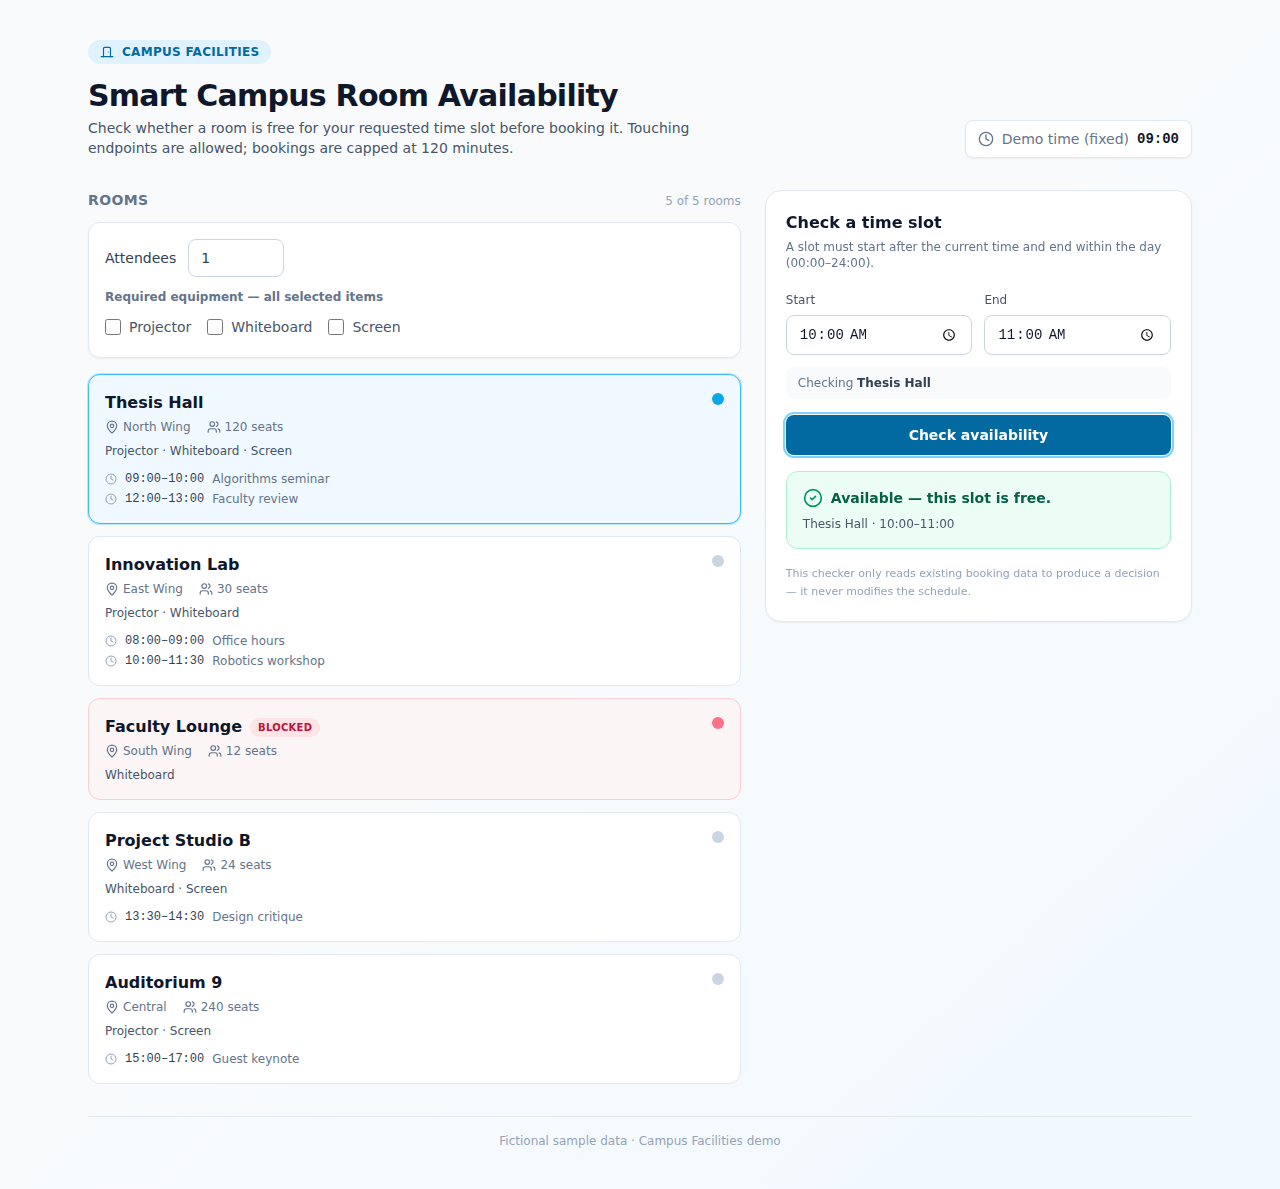 CAMPUS FACILITIES
Smart Campus Room Availability
Check whether a room is free for your requested time slot before booking it. Touching
endpoints are allowed; bookings are capped at 120 minutes.
Demo time (fixed) 09:00
ROOMS
5 of 5 rooms
Attendees 1
Required equipment — all selected items
Projector Whiteboard Screen
Thesis Hall
North Wing 120 seats
Projector · Whiteboard · Screen
09:00–10:00 Algorithms seminar
12:00–13:00 Faculty review
Innovation Lab
East Wing 30 seats
Projector · Whiteboard
08:00–09:00 Office hours
10:00–11:30 Robotics workshop
Faculty Lounge BLOCKED
South Wing 12 seats
Whiteboard
Project Studio B
West Wing 24 seats
Whiteboard · Screen
13:30–14:30 Design critique
Auditorium 9
Central 240 seats
Projector · Screen
15:00–17:00 Guest keynote
Check a time slot
A slot must start after the current time and end within the day
(00:00–24:00).
Start End
10:00 AM 11:00 AM
Checking Thesis Hall
Check availability
Available — this slot is free.
Thesis Hall · 10:00–11:00
This checker only reads existing booking data to produce a decision
— it never modifies the schedule.
Fictional sample data · Campus Facilities demo